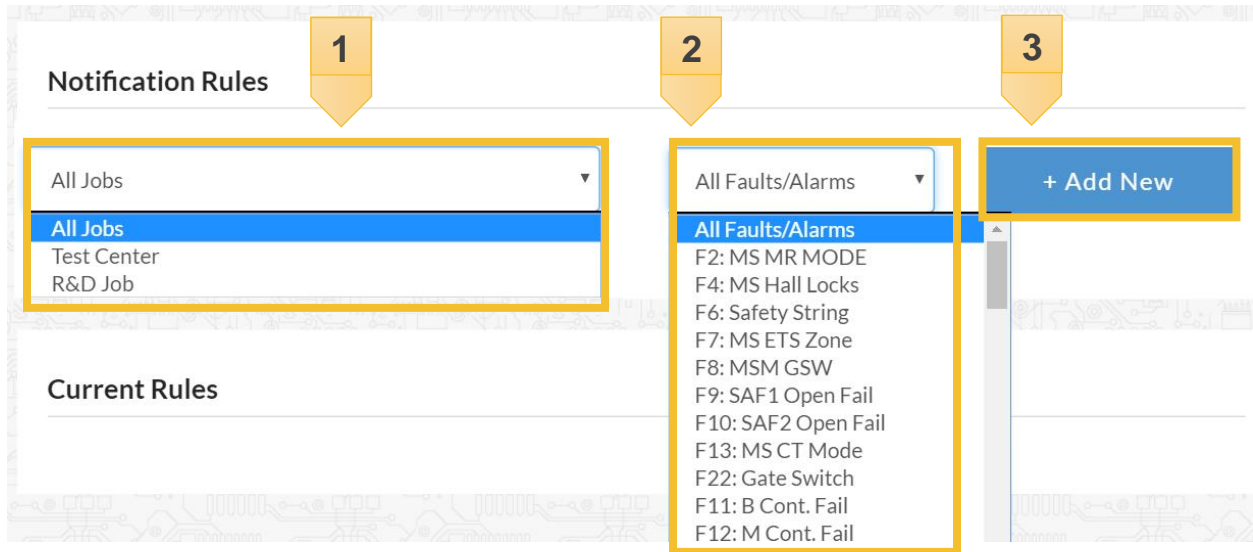 1
2
3
Notification Rules
All Jobs
All Faults/Alarms
+ Add New
All Jobs
Test Center
R&D Job
All Faults/Alarms
F2: MS MR MODE
F4: MS Hall Locks
F6: Safety String
F7: MS ETS Zone
F8: MSM GSW
F9: SAF1 Open Fail
F10: SAF2 Open Fail
F13: MS CT Mode
F22: Gate Switch
F11: B Cont. Fail
F12: M Cont. Fail
Current Rules